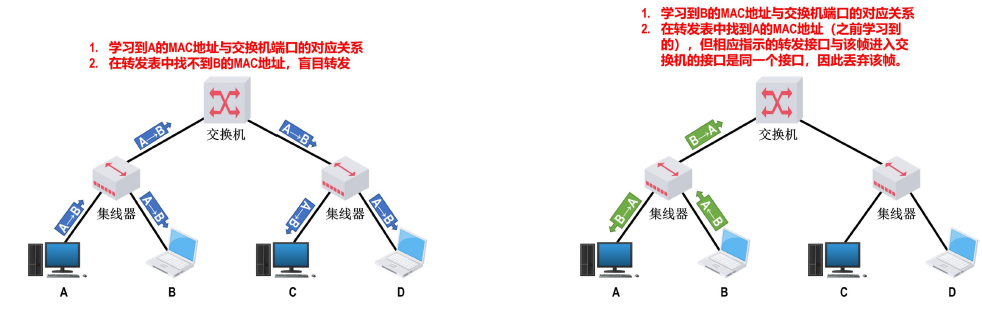 1. 学习到A的MAC地址与交换机端口的对应关系
2. 在转发表中找不到B的MAC地址，盲目转发
交换机
A→B
A→B
集线器
集线器
A→B
A→B
A→B
A→B
A
B
C
D
1. 学习到B的MAC地址与交换机端口的对应关系
2. 在转发表中找到A的MAC地址（之前学习到
的），但相应指示的转发接口与该帧进入交
换机的接口是同一个接口，因此丢弃该帧。
交换机
B→A
集线器
集线器
B→A
A←B
A
B
C
D